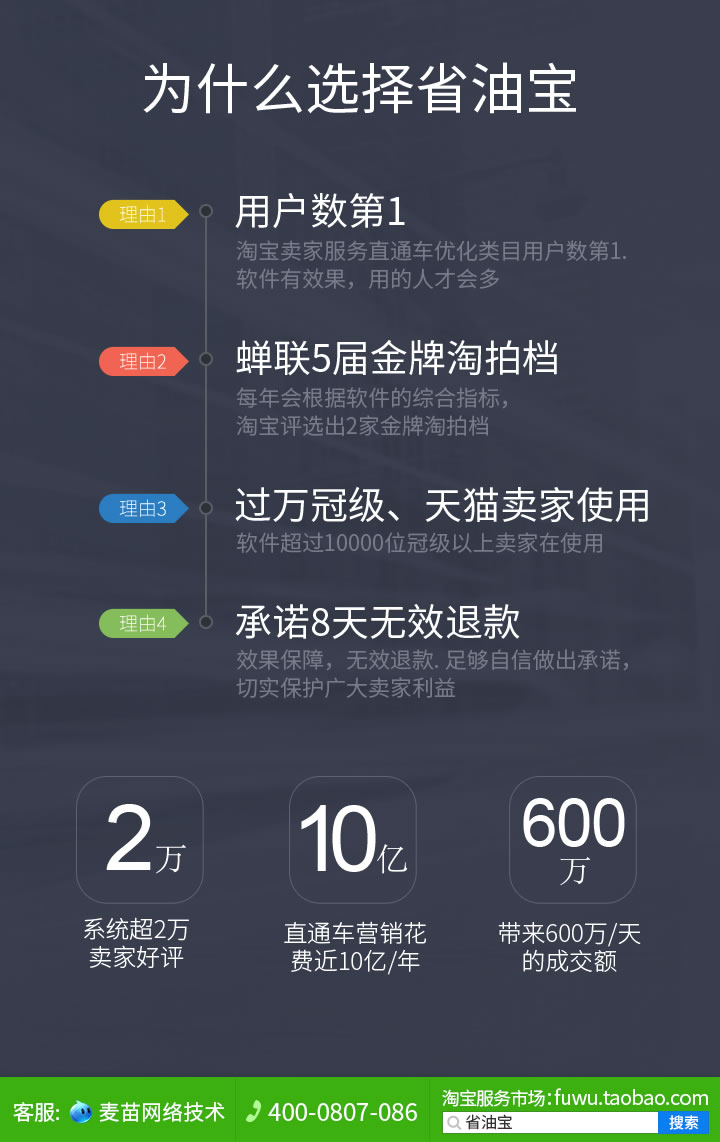 为什么选择省油宝
理由1
用户数第1
淘宝卖家服务直通车优化类目用户数第1.
软件有效果，用的人才会多
理由2
蝉联5届金牌淘拍档
每年会根据软件的综合指标，
淘宝评选出2家金牌淘拍档
理由3
过万冠级、天猫卖家使用
软件超过10000位冠级以上卖家在使用
理由4
承诺8天无效退款
效果保障，无效退款. 足够自信做出承诺，
切实保护广大卖家利益
2万
系统超2万
卖家好评
10亿
直通车营销花
费近10亿/年
600
万
带来600万/天
的成交额
客服: 麦苗网络技术
400-0807-086
淘宝服务市场:fuwu.taobao.com
省油宝 搜索